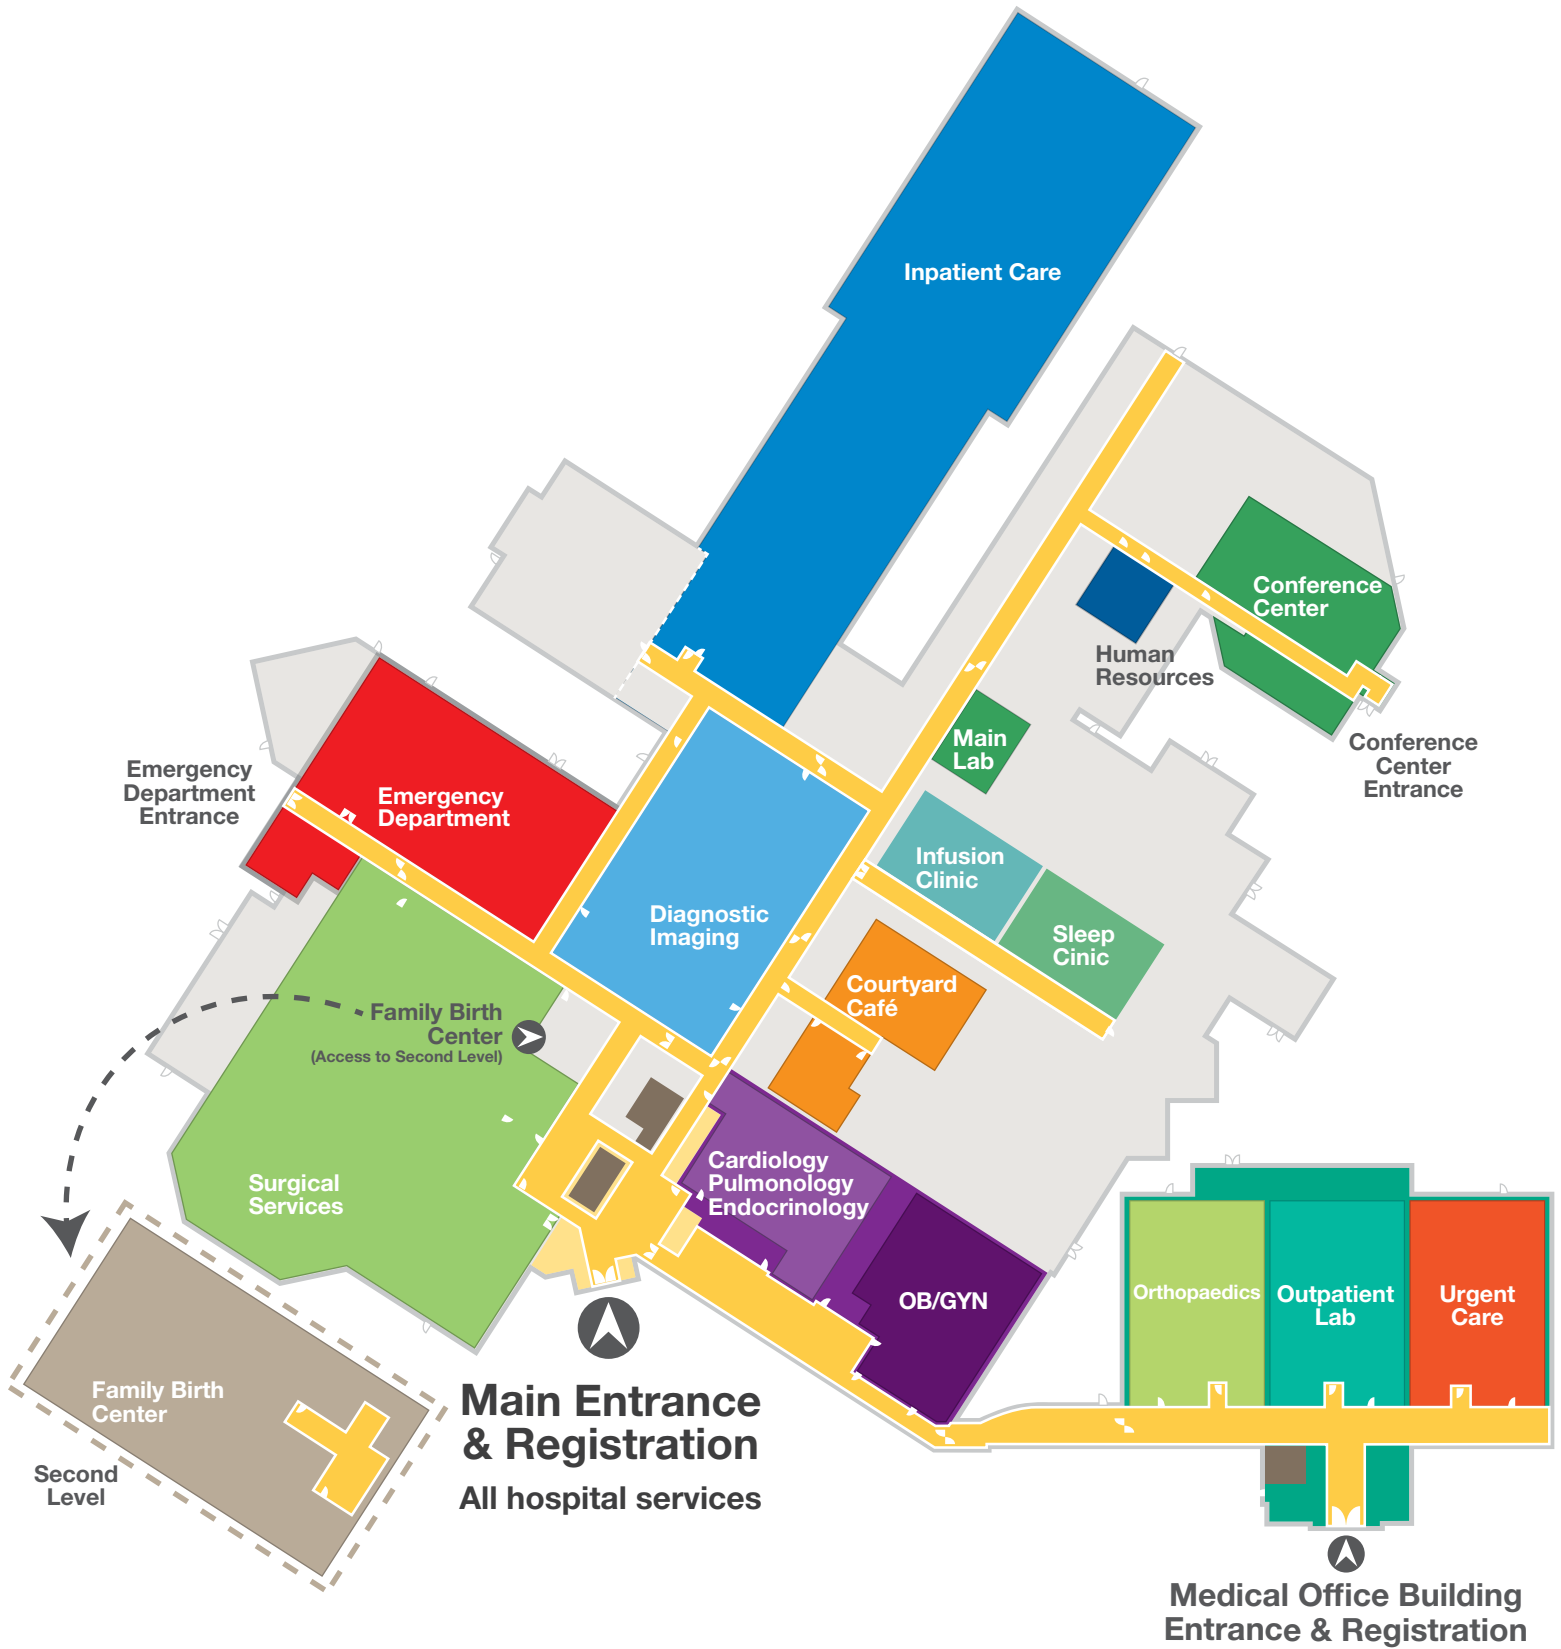 Inpatient Care
Conference
Center
Human
Resources
Main
Lab
Conference
Center
Entrance
Emergency
Department
Entrance
Emergency
Department
Infusion
Clinic
Diagnostic
Imaging
Sleep
Cinic
Courtyard
Café
Family Birth
Center
(Access to Second Level)
Cardiology
Pulmonology
Endocrinology
Surgical
Services
OB/GYN
Orthopaedics
Outpatient
Lab
Urgent
Care
Family Birth
Center
Second
Level
Main Entrance
& Registration
All hospital services
Medical Office Building
Entrance & Registration